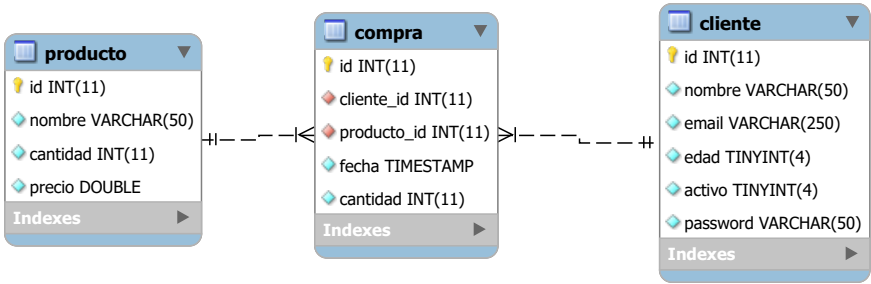 producto
id INT(11)
nombre VARCHAR(50)
cantidad INT(11)
precio DOUBLE
Indexes
compra
id INT(11)
cliente_id INT(11)
producto_id INT(11)
fecha TIMESTAMP
cantidad INT(11)
Indexes
cliente
id INT(11)
nombre VARCHAR(50)
email VARCHAR(250)
edad TINYINT(4)
activo TINYINT(4)
password VARCHAR(50)
Indexes